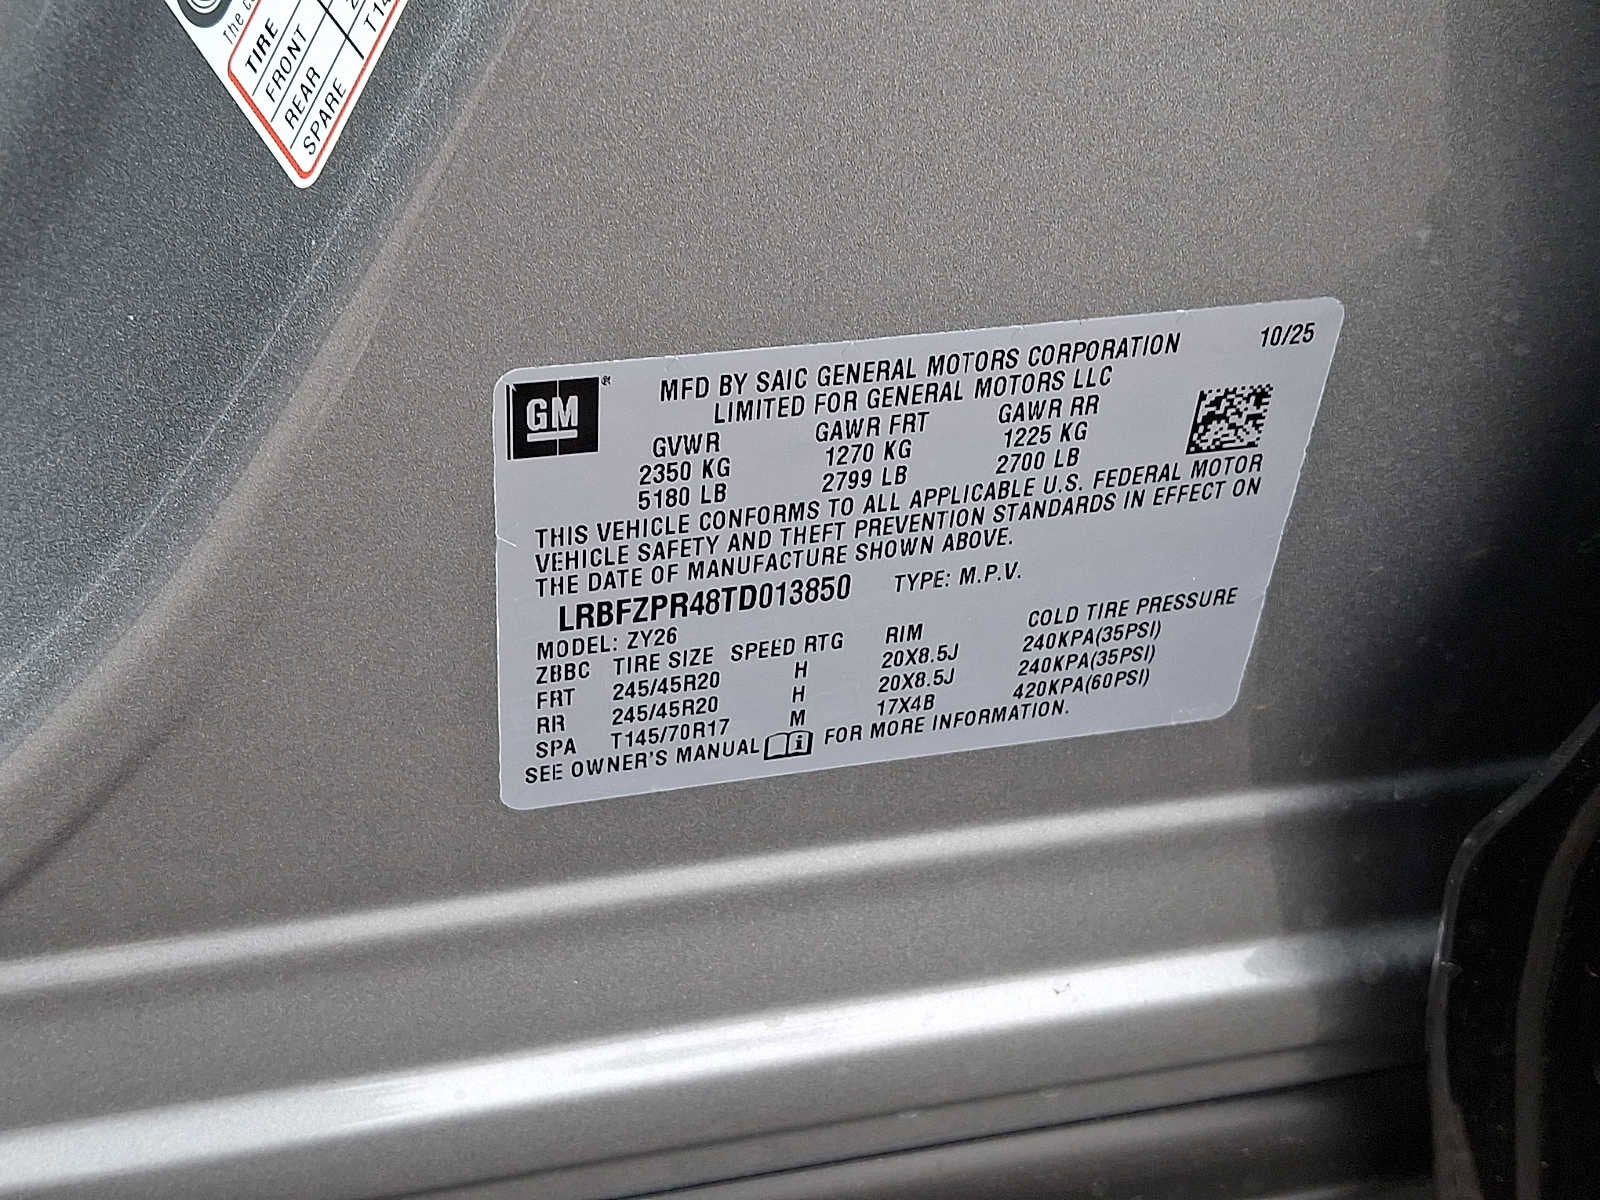 The
TIRE
FRONT
REAR
SPARE
GM®
MFD BY SAIC GENERAL MOTORS CORPORATION 10/25
LIMITED FOR GENERAL MOTORS LLC
GVWR GAWR FRT GAWR RR
2350 KG 1270 KG 1225 KG
5180 LB 2799 LB 2700 LB
THIS VEHICLE CONFORMS TO ALL APPLICABLE U.S. FEDERAL MOTOR
VEHICLE SAFETY AND THEFT PREVENTION STANDARDS IN EFFECT ON
THE DATE OF MANUFACTURE SHOWN ABOVE.
LRBFZPR48TD013850 TYPE: M.P.V.
MODEL: ZY26
ZBBC TIRE SIZE SPEED RTG RIM COLD TIRE PRESSURE
FRT 245/45R20 H 20X8.5J 240KPA(35PSI)
RR 245/45R20 H 20X8.5J 240KPA(35PSI)
SPA T145/70R17 M 17X4B 420KPA(60PSI)
SEE OWNER'S MANUAL FOR MORE INFORMATION.